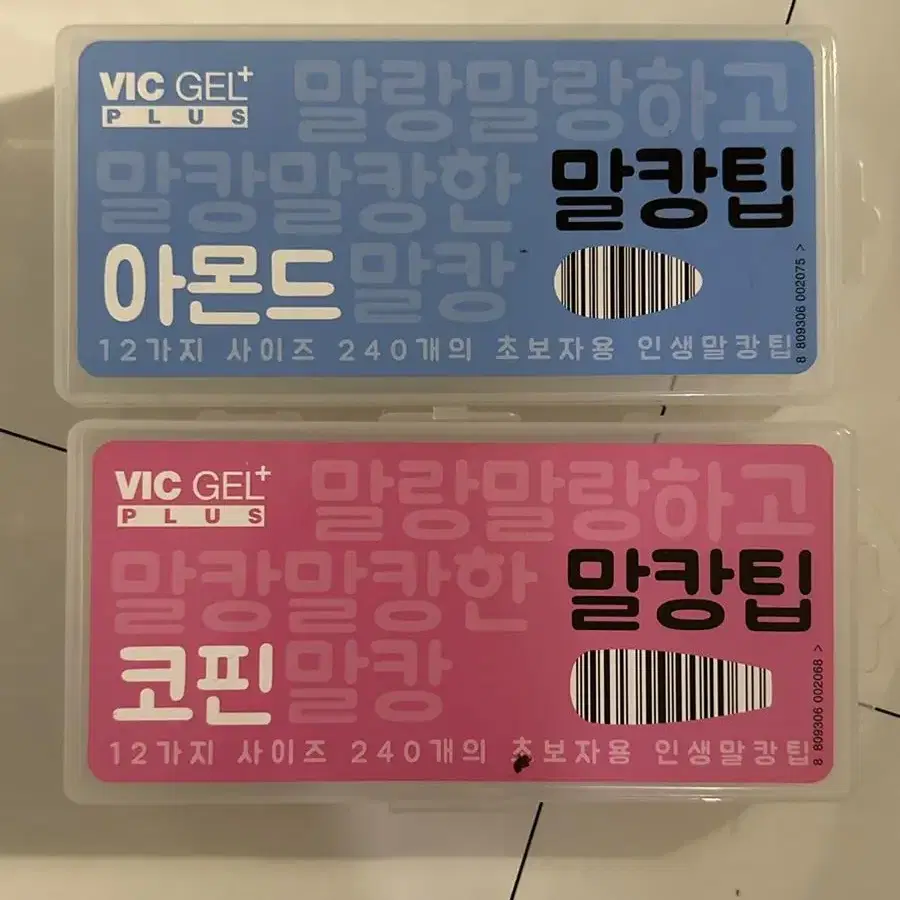 VIC GEL+ 말랑말랑하고
PLUS
말캉말캉한 말캉팁
아몬드 말캉
12가지 사이즈 240개의 초보자용 인생말캉팁
8 809306 002075 >
VIC GEL+ 말랑말랑하고
PLUS
말캉말캉한 말캉팁
코핀 말캉
12가지 사이즈 240개의 초보자용 인생말캉팁
8 809306 002068 >